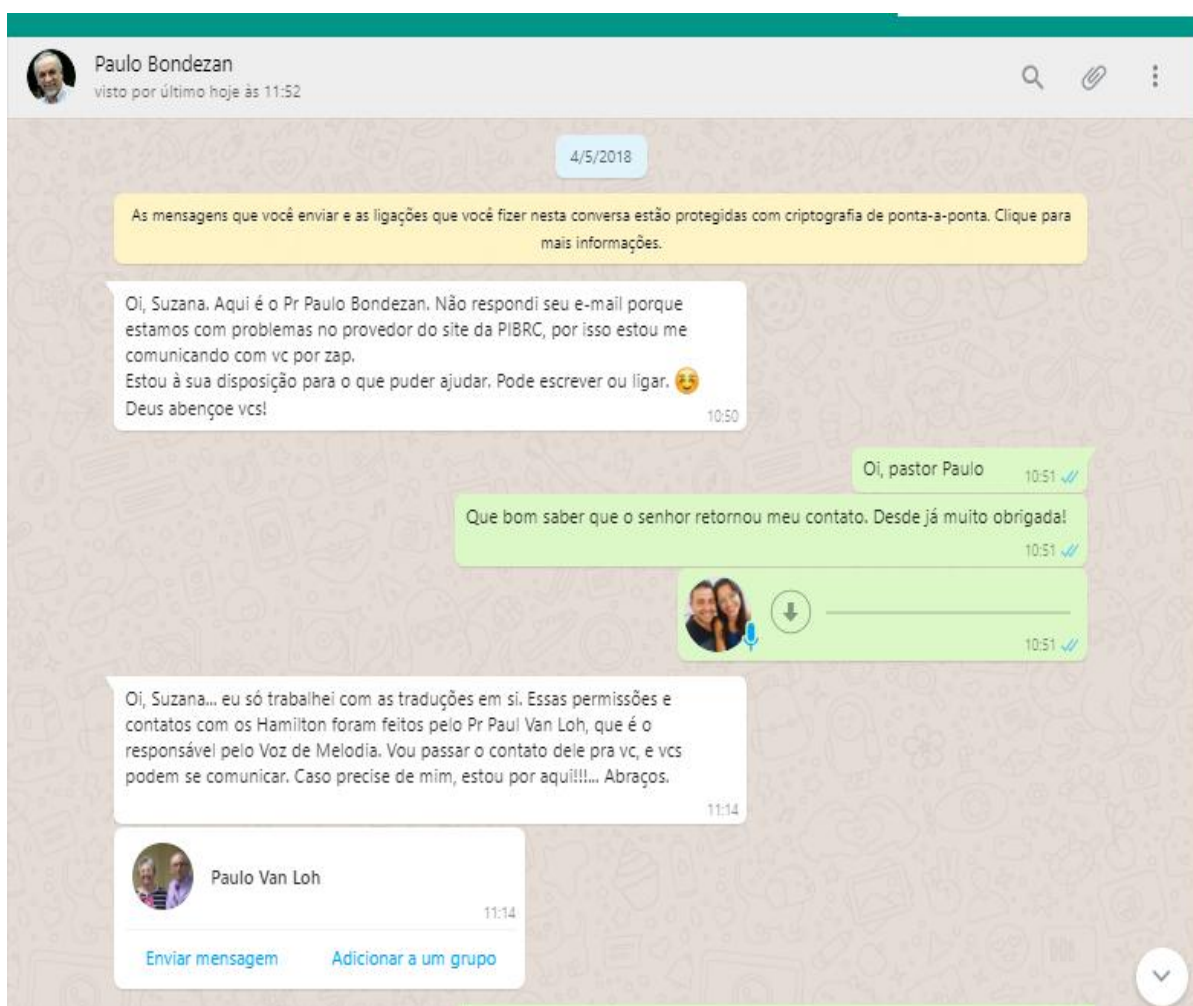 Paulo Bondezan
visto por último hoje às 11:52
4/5/2018
As mensagens que você enviar e as ligações que você fizer nesta conversa estão protegidas com criptografia de ponta-a-ponta. Clique para
mais informações.
Oi, Suzana. Aqui é o Pr Paulo Bondezan. Não respondi seu e-mail porque
estamos com problemas no provedor do site da PIBRC, por isso estou me
comunicando com vc por zap.
Estou à sua disposição para o que puder ajudar. Pode escrever ou ligar.
Deus abençoe vcs!
10:50
Oi, pastor Paulo 10:51
Que bom saber que o senhor retornou meu contato. Desde já muito obrigada!
10:51
10:51
Oi, Suzana... eu só trabalhei com as traduções em si. Essas permissões e
contatos com os Hamilton foram feitos pelo Pr Paul Van Loh, que é o
responsável pelo Voz de Melodia. Vou passar o contato dele pra vc, e vcs
podem se comunicar. Caso precise de mim, estou por aqui!!!... Abraços.
11:14
Paulo Van Loh
11:14
Enviar mensagem Adicionar a um grupo